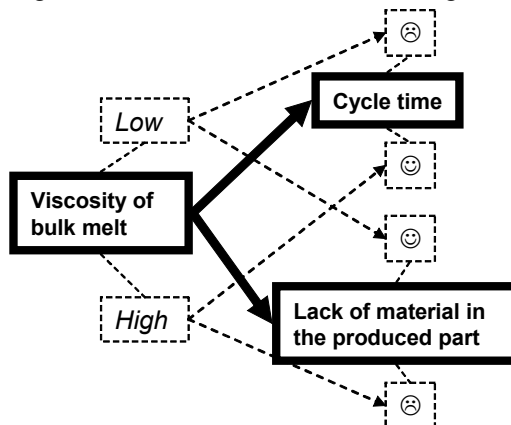 ☹
Cycle time
Low
☺
Viscosity of
bulk melt
☺
High
Lack of material in
the produced part
☹